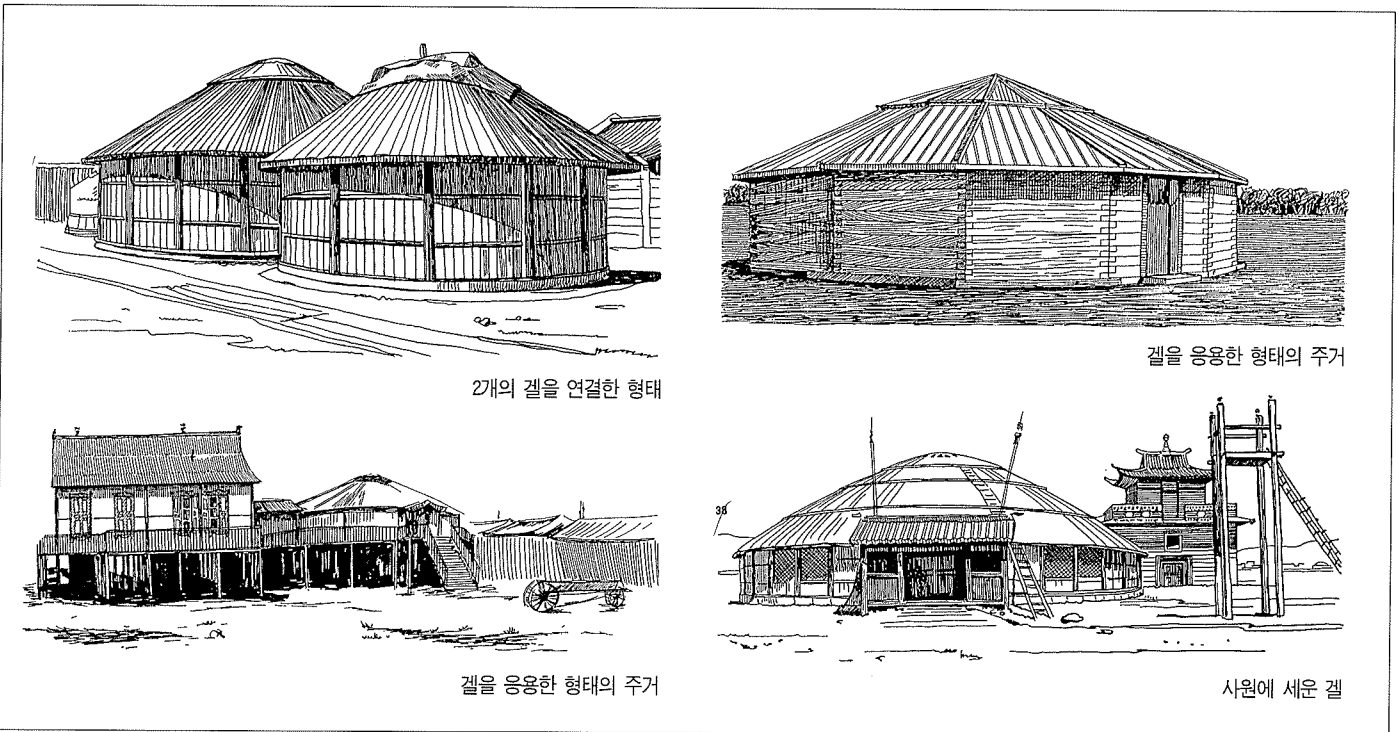 2개의 겔을 연결한 형태
겔을 응용한 형태의 주거
겔을 응용한 형태의 주거
38
사원에 세운 겔